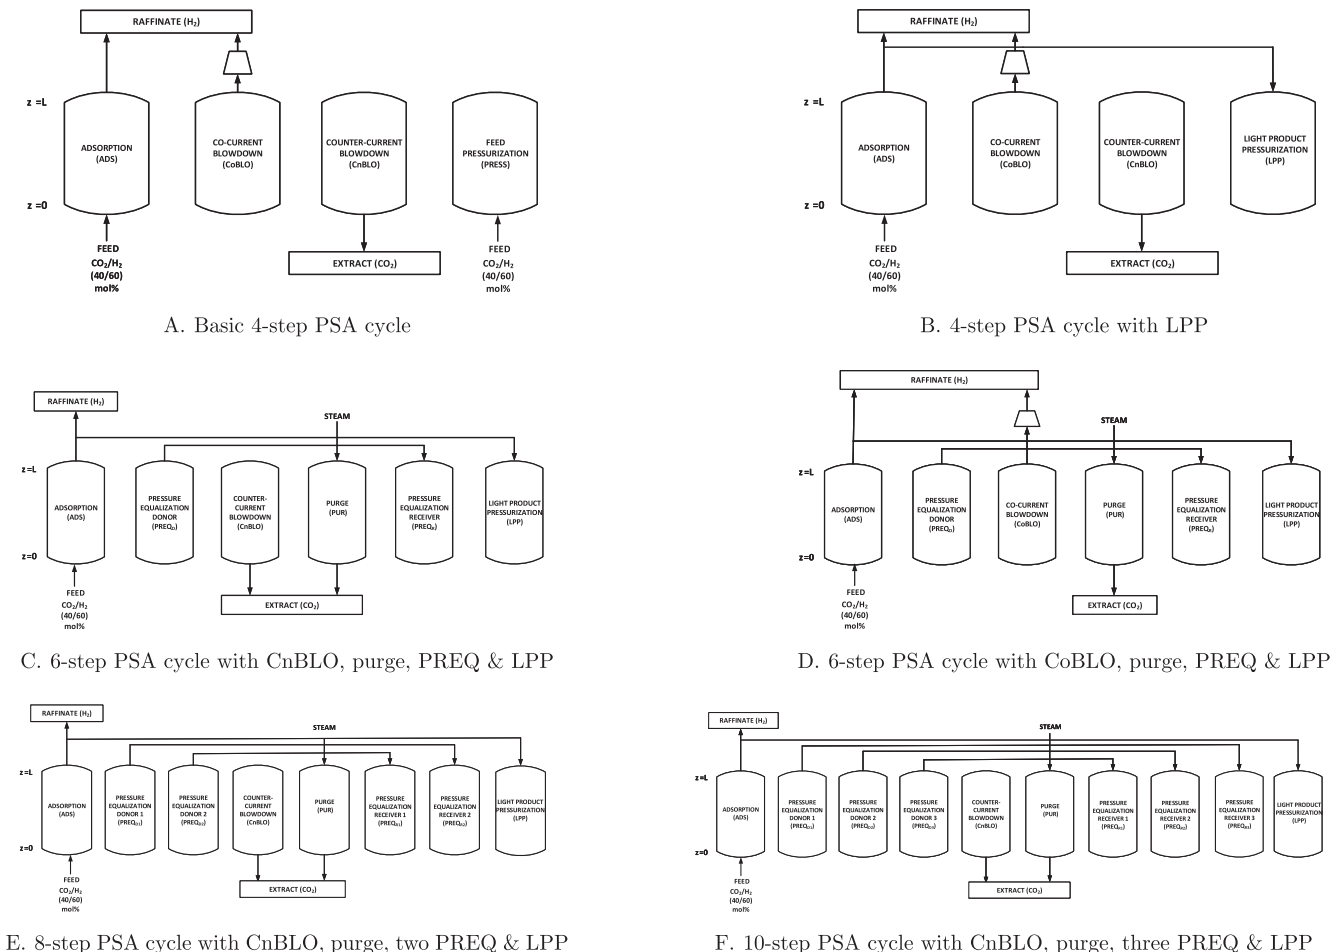 RAFFINATE (H₂)
z =L
ADSORPTION
(ADS)
CO-CURRENT
BLOWDOWN
(CoBLO)
COUNTER-CURRENT
BLOWDOWN
(CnBLO)
FEED
PRESSURIZATION
(PRESS)
z =0
FEED
CO₂/H₂
(40/60)
mol%
EXTRACT (CO₂)
FEED
CO₂/H₂
(40/60)
mol%
A. Basic 4-step PSA cycle
RAFFINATE (H₂)
z =L
ADSORPTION
(ADS)
CO-CURRENT
BLOWDOWN
(CoBLO)
COUNTER-CURRENT
BLOWDOWN
(CnBLO)
LIGHT PRODUCT
PRESSURIZATION
(LPP)
z =0
FEED
CO₂/H₂
(40/60)
mol%
EXTRACT (CO₂)
B. 4-step PSA cycle with LPP
RAFFINATE (H₂)
STEAM
z=L
ADSORPTION
(ADS)
PRESSURE
EQUALIZATION
DONOR
(PREQ_D)
COUNTER-
CURRENT
BLOWDOWN
(CnBLO)
PURGE
(PUR)
PRESSURE
EQUALIZATION
RECEIVER
(PREQ_R)
LIGHT PRODUCT
PRESSURIZATION
(LPP)
z=0
FEED
CO₂/H₂
(40/60)
mol%
EXTRACT (CO₂)
C. 6-step PSA cycle with CnBLO, purge, PREQ & LPP
RAFFINATE (H₂)
STEAM
z=L
ADSORPTION
(ADS)
PRESSURE
EQUALIZATION
DONOR
(PREQ_D)
CO-CURRENT
BLOWDOWN
(CoBLO)
PURGE
(PUR)
PRESSURE
EQUALIZATION
RECEIVER
(PREQ_R)
LIGHT PRODUCT
PRESSURIZATION
(LPP)
z=0
FEED
CO₂/H₂
(40/60)
mol%
EXTRACT (CO₂)
D. 6-step PSA cycle with CoBLO, purge, PREQ & LPP
RAFFINATE (H₂)
STEAM
z=L
ADSORPTION
(ADS)
PRESSURE
EQUALIZATION
DONOR 1
(PREQ_D1)
PRESSURE
EQUALIZATION
DONOR 2
COUNTER-
CURRENT
BLOWDOWN
(CnBLO)
PURGE
(PUR)
PRESSURE
EQUALIZATION
RECEIVER 1
PRESSURE
EQUALIZATION
RECEIVER 2
LIGHT PRODUCT
PRESSURIZATION
(LPP)
z=0
FEED
CO₂/H₂
(40/60)
mol%
EXTRACT (CO₂)
E. 8-step PSA cycle with CnBLO, purge, two PREQ & LPP
RAFFINATE (H₂)
STEAM
z=L
ADSORPTION
(ADS)
PRESSURE
EQUALIZATION
DONOR 1
(PREQ_D1)
PRESSURE
EQUALIZATION
DONOR 2
(PREQ_D2)
PRESSURE
EQUALIZATION
DONOR 3
(PREQ_D3)
COUNTER-
CURRENT
BLOWDOWN
(CnBLO)
PURGE
(PUR)
PRESSURE
EQUALIZATION
RECEIVER 1
PRESSURE
EQUALIZATION
RECEIVER 2
PRESSURE
EQUALIZATION
RECEIVER 3
LIGHT PRODUCT
PRESSURIZATION
(LPP)
z=0
FEED
CO₂/H₂
(40/60)
mol%
EXTRACT (CO₂)
F. 10-step PSA cycle with CnBLO, purge, three PREQ & LPP